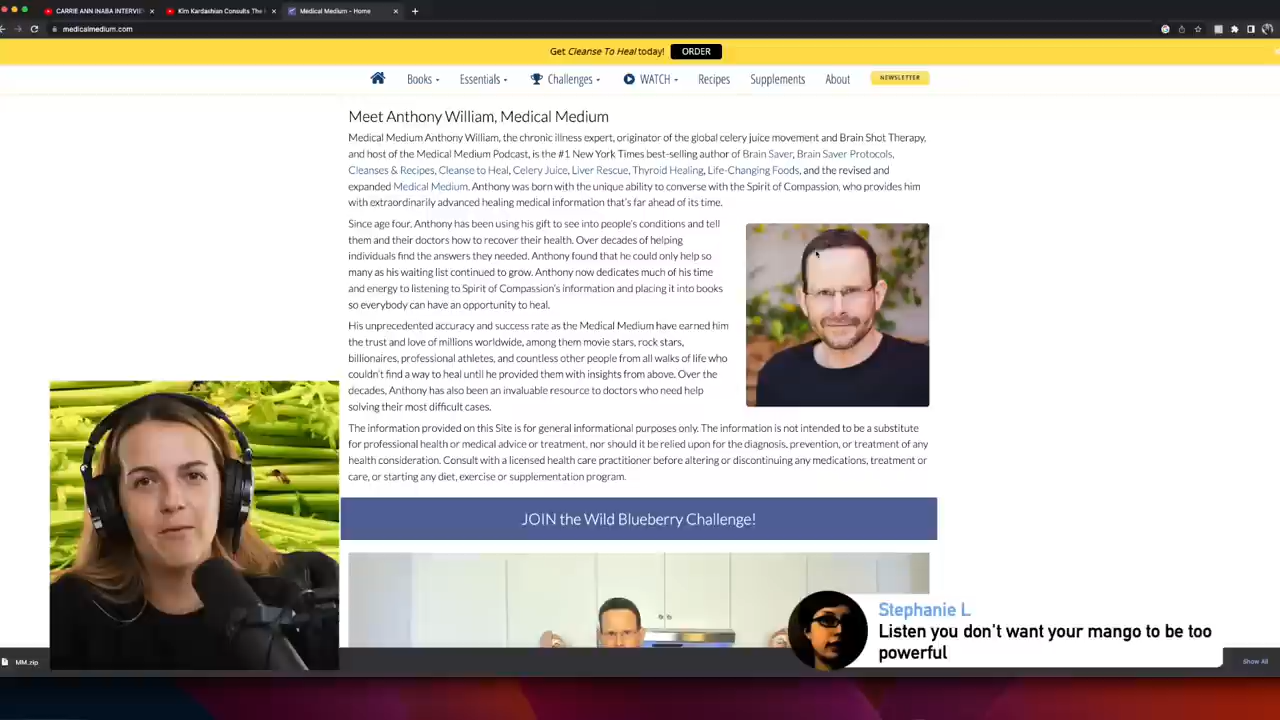 CARRIE ANN INABA INTERVIE
Kim Kardashian Consults The
Medical Medium - Home
medicalmedium.com
Get Cleanse To Heal today! ORDER
Books Essentials Challenges WATCH Recipes Supplements About NEWSLETTER
Meet Anthony William, Medical Medium
Medical Medium Anthony William, the chronic illness expert, originator of the global celery juice movement and Brain Shot Therapy,
and host of the Medical Medium Podcast, is the #1 New York Times best-selling author of Brain Saver, Brain Saver Protocols,
Cleanses & Recipes, Cleanse to Heal, Celery Juice, Liver Rescue, Thyroid Healing, Life-Changing Foods, and the revised and
expanded Medical Medium. Anthony was born with the unique ability to converse with the Spirit of Compassion, who provides him
with extraordinarily advanced healing medical information that's far ahead of its time.
Since age four, Anthony has been using his gift to see into people's conditions and tell
them and their doctors how to recover their health. Over decades of helping
individuals find the answers they needed, Anthony found that he could only help so
many as his waiting list continued to grow. Anthony now dedicates much of his time
and energy to listening to Spirit of Compassion's information and placing it into books
so everybody can have an opportunity to heal.
His unprecedented accuracy and success rate as the Medical Medium have earned him
the trust and love of millions worldwide, among them movie stars, rock stars,
billionaires, professional athletes, and countless other people from all walks of life who
couldn't find a way to heal until he provided them with insights from above. Over the
decades, Anthony has also been an invaluable resource to doctors who need help
solving their most difficult cases.
The information provided on this Site is for general informational purposes only. The information is not intended to be a substitute
for professional health or medical advice or treatment, nor should it be relied upon for the diagnosis, prevention, or treatment of any
health consideration. Consult with a licensed health care practitioner before altering or discontinuing any medications, treatment or
care, or starting any diet, exercise or supplementation program.
JOIN the Wild Blueberry Challenge!
Stephanie L
Listen you don't want your mango to be too
powerful
MM.zip
Show All